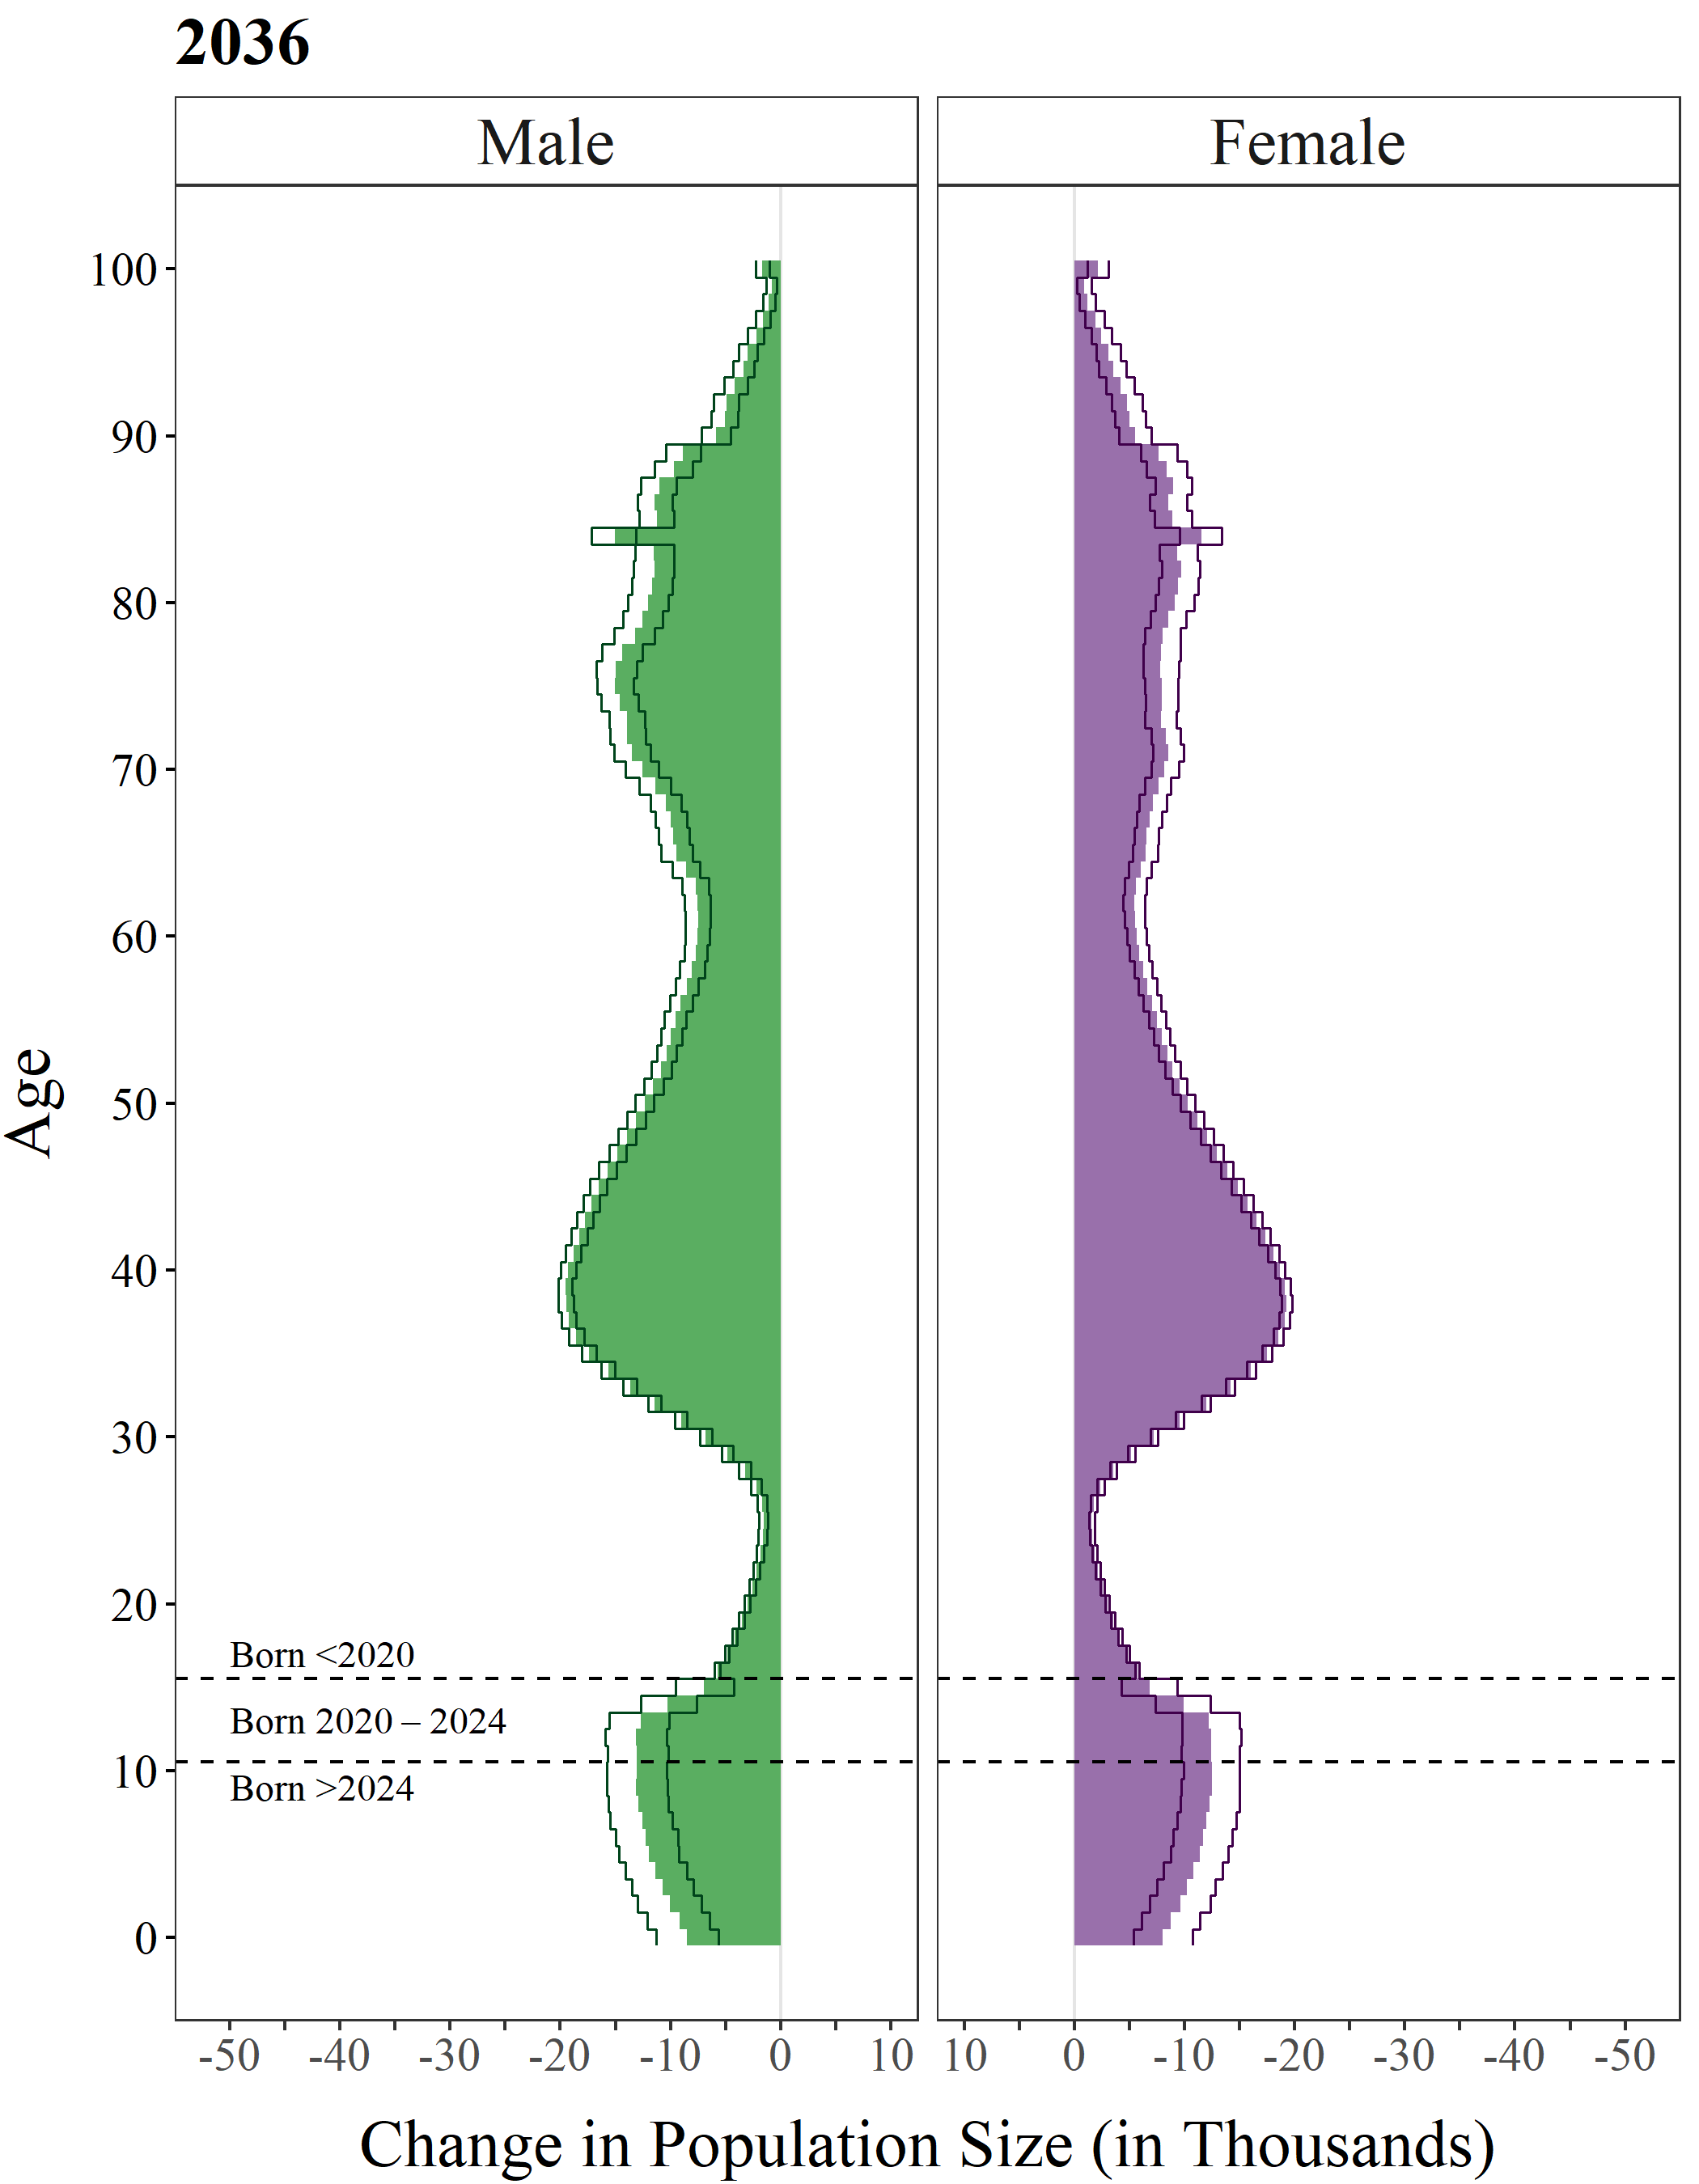 2036
Male Female
100
90
80
70
60
50
40
30
20
Born <2020
Born 2020 – 2024
10
Born >2024
0
Age
-50 -40 -30 -20 -10 0 10 10 0 -10 -20 -30 -40 -50
Change in Population Size (in Thousands)